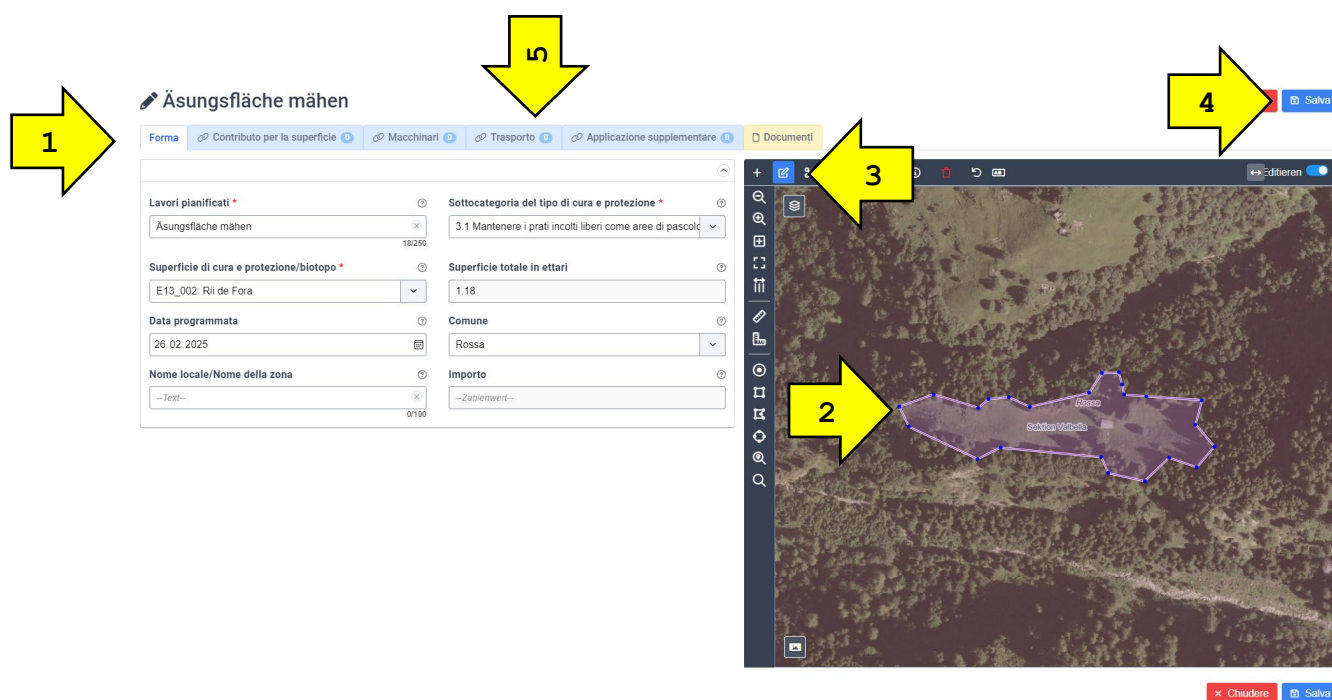 5
Äsungsfläche mähen
4
Salva
1
Forma
Contributo per la superficie 0
Macchinari 0
Trasporto 0
Applicazione supplementare 0
Documenti
3
Editieren
Lavori pianificati *
Sottocategoria del tipo di cura e protezione *
Äsungsfläche mähen
3.1 Mantenere i prati incolti liberi come aree di pascolo
18/250
Superficie di cura e protezione/biotopo *
Superficie totale in ettari
E13_002: Rii de Fora
1.18
Data programmata
Comune
26.02.2025
Rossa
Nome locale/Nome della zona
Importo
--Text--
--Zahlenwert--
0/100
2
Rossa
Sektion Valbella
Chiudere
Salva